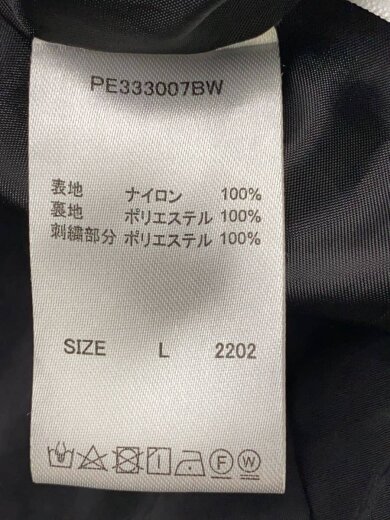 PE333007BW
表地 ナイロン 100%
裏地 ポリエステル 100%
刺繍部分 ポリエステル 100%
SIZE L 2202
F W